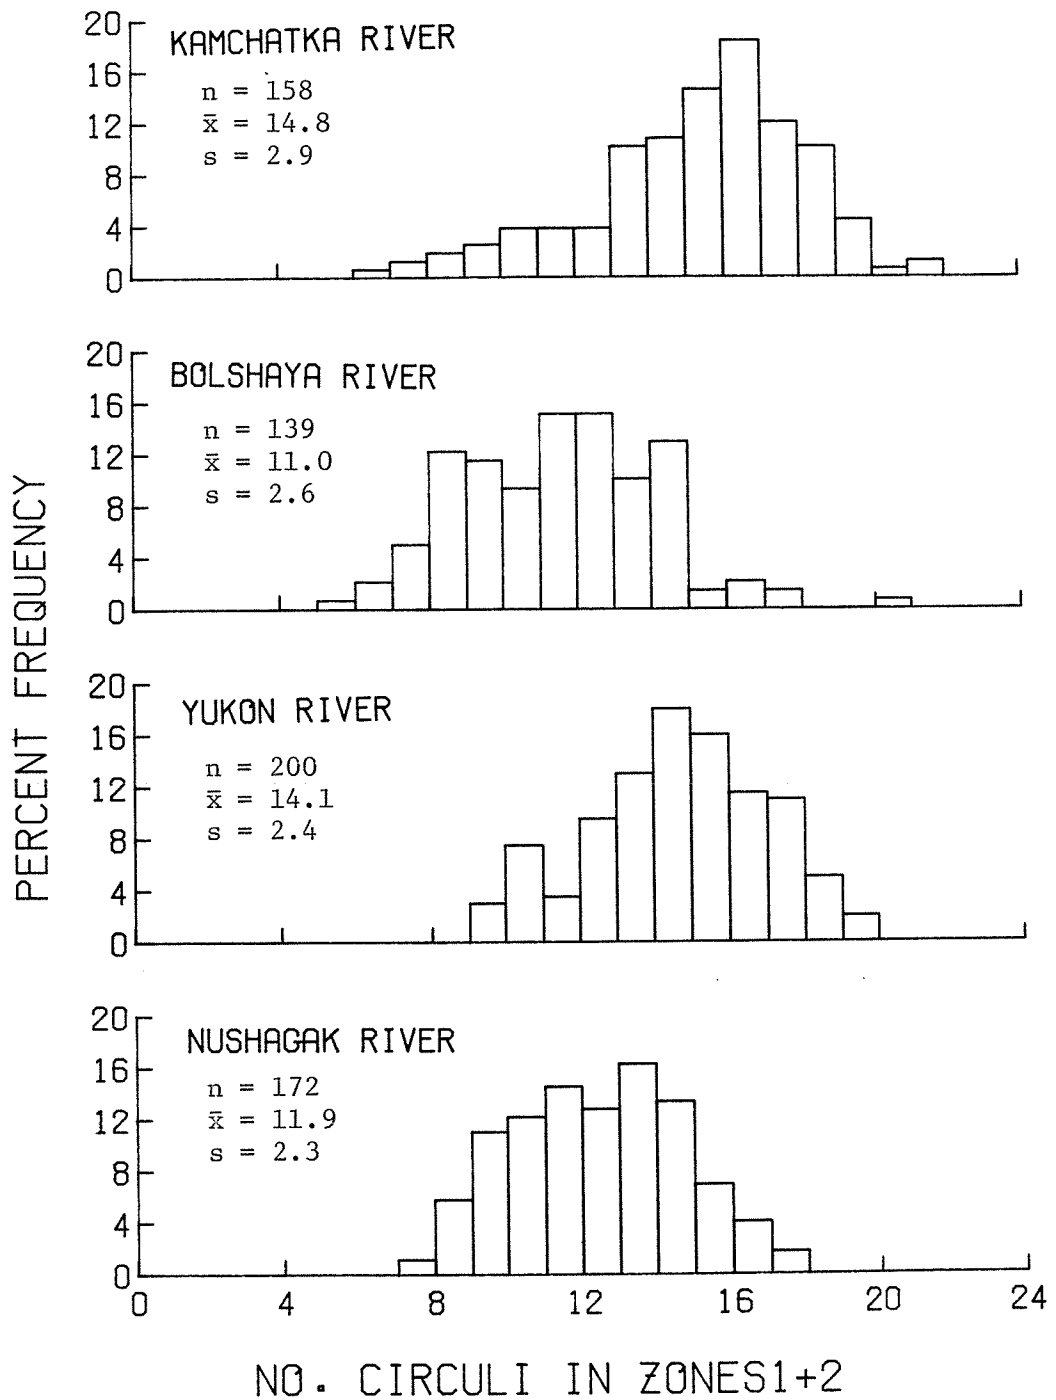 PERCENT FREQUENCY
20
KAMCHATKA RIVER
16
n = 158
x̄ = 14.8
12
s = 2.9
8
4
0
20
BOLSHAYA RIVER
16
n = 139
12
x̄ = 11.0
s = 2.6
8
4
0
20
YUKON RIVER
16
n = 200
12
x̄ = 14.1
s = 2.4
8
4
0
20
NUSHAGAK RIVER
16
n = 172
12
x̄ = 11.9
s = 2.3
8
4
0
0 4 8 12 16 20 24
NO. CIRCULI IN ZONES1+2